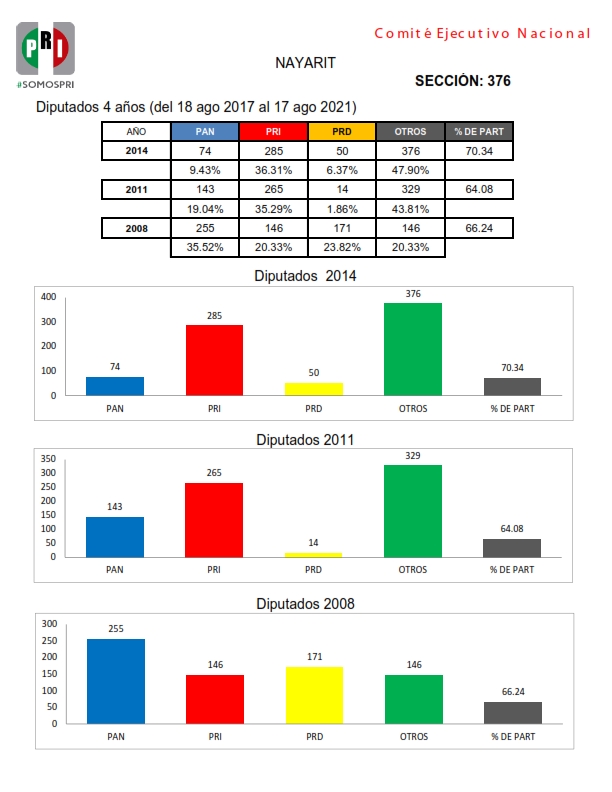 Comité Ejecutivo Nacional
PRI
#SOMOSPRI
NAYARIT
SECCIÓN: 376
Diputados 4 años (del 18 ago 2017 al 17 ago 2021)
AÑO PAN PRI PRD OTROS % DE PART
2014 74 285 50 376 70.34
9.43% 36.31% 6.37% 47.90%
2011 143 265 14 329 64.08
19.04% 35.29% 1.86% 43.81%
2008 255 146 171 146 66.24
35.52% 20.33% 23.82% 20.33%
Diputados 2014
400
300
200
100
0
74 285 50 376 70.34
PAN PRI PRD OTROS % DE PART
Diputados 2011
350
300
250
200
150
100
50
0
143 265 14 329 64.08
PAN PRI PRD OTROS % DE PART
Diputados 2008
300
250
200
150
100
50
0
255 146 171 146 66.24
PAN PRI PRD OTROS % DE PART